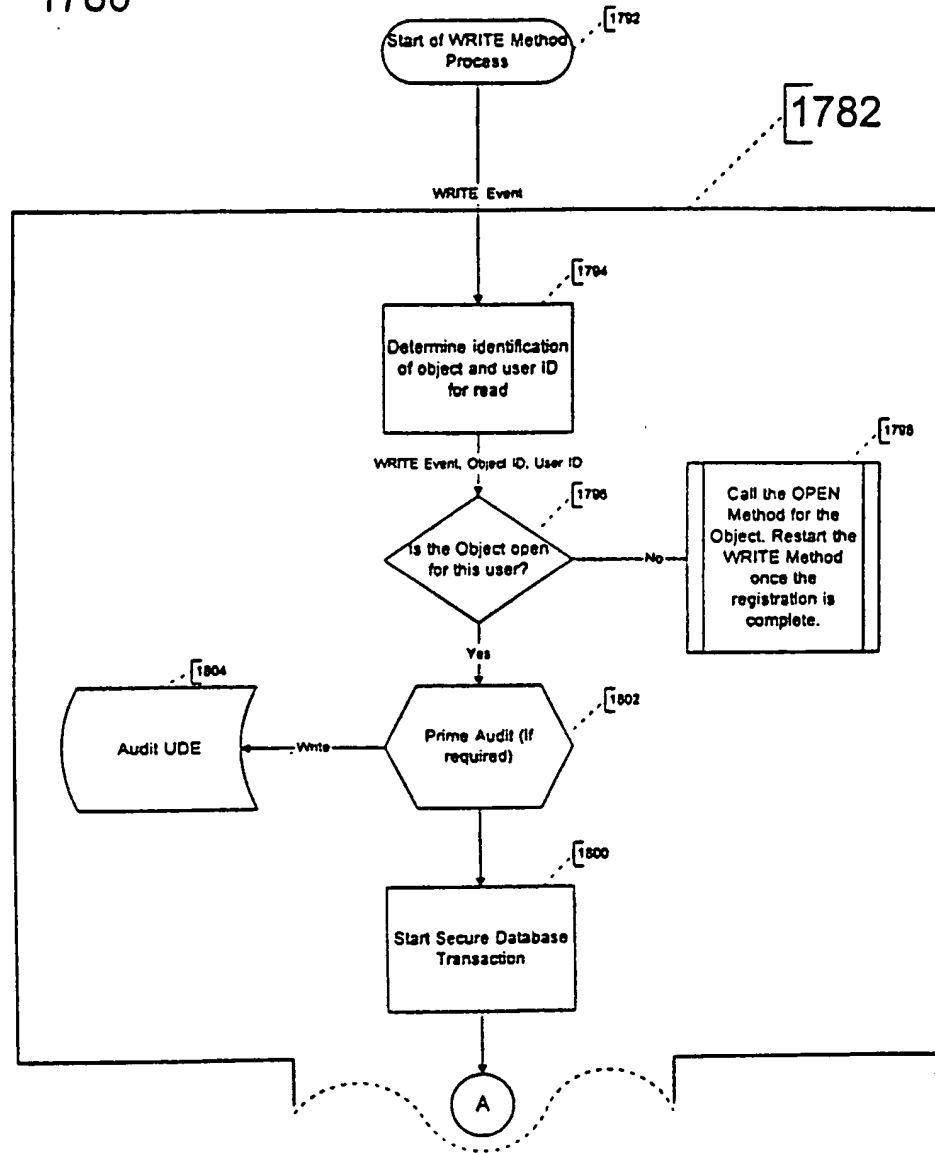 1780
1792
Start of WRITE Method
Process
1782
WRITE Event
1794
Determine identification
of object and user ID
for read
WRITE Event, Object ID, User ID
1796
1798
Is the Object open
for this user?
No
Call the OPEN
Method for the
Object. Restart the
WRITE Method
once the
registration is
complete.
Yes
1804
1802
Audit UDE
Write
Prime Audit (if
required)
1800
Start Secure Database
Transaction
A